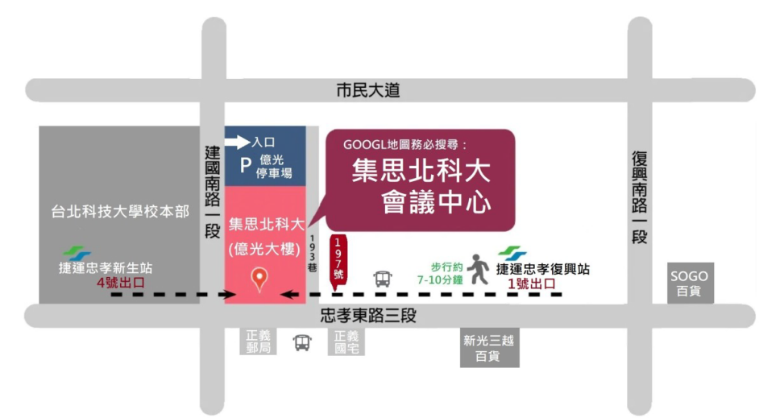 市民大道
入口
P 億光
停車場
GOOGL地圖務必搜尋：
集思北科大
會議中心
建國南路一段
復興南路一段
台北科技大學校本部
集思北科大
(億光大樓)
193巷
197號
捷運忠孝新生站
4號出口
步行約
7-10分鐘
捷運忠孝復興站
1號出口
SOGO
百貨
忠孝東路三段
正義
郵局
正義
國宅
新光三越
百貨